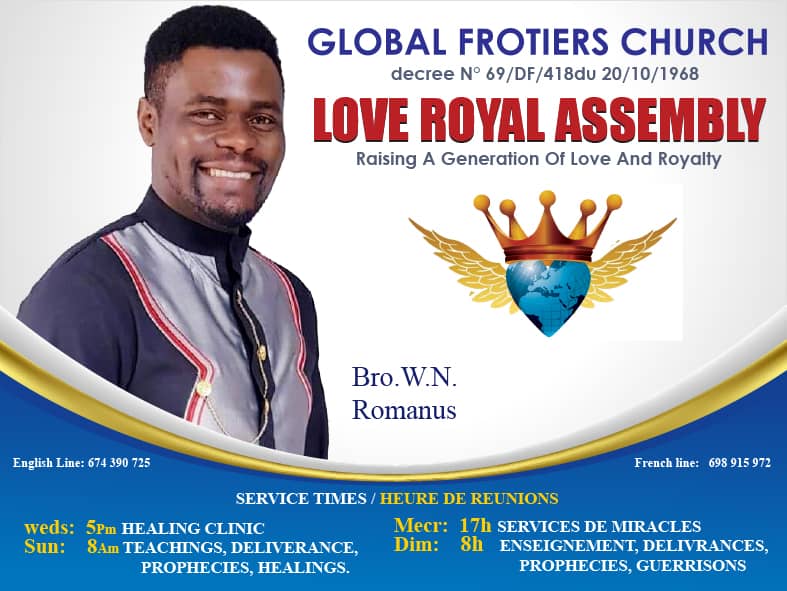 GLOBAL FROTIERS CHURCH
decree N° 69/DF/418du 20/10/1968
LOVE ROYAL ASSEMBLY
Raising A Generation Of Love And Royalty
Bro.W.N.
Romanus
English Line: 674 390 725
French line: 698 915 972
SERVICE TIMES / HEURE DE REUNIONS
weds: 5Pm HEALING CLINIC
Sun: 8Am TEACHINGS, DELIVERANCE,
PROPHECIES, HEALINGS.
Mecr: 17h SERVICES DE MIRACLES
Dim: 8h ENSEIGNEMENT, DELIVRANCES,
PROPHECIES, GUERRISONS